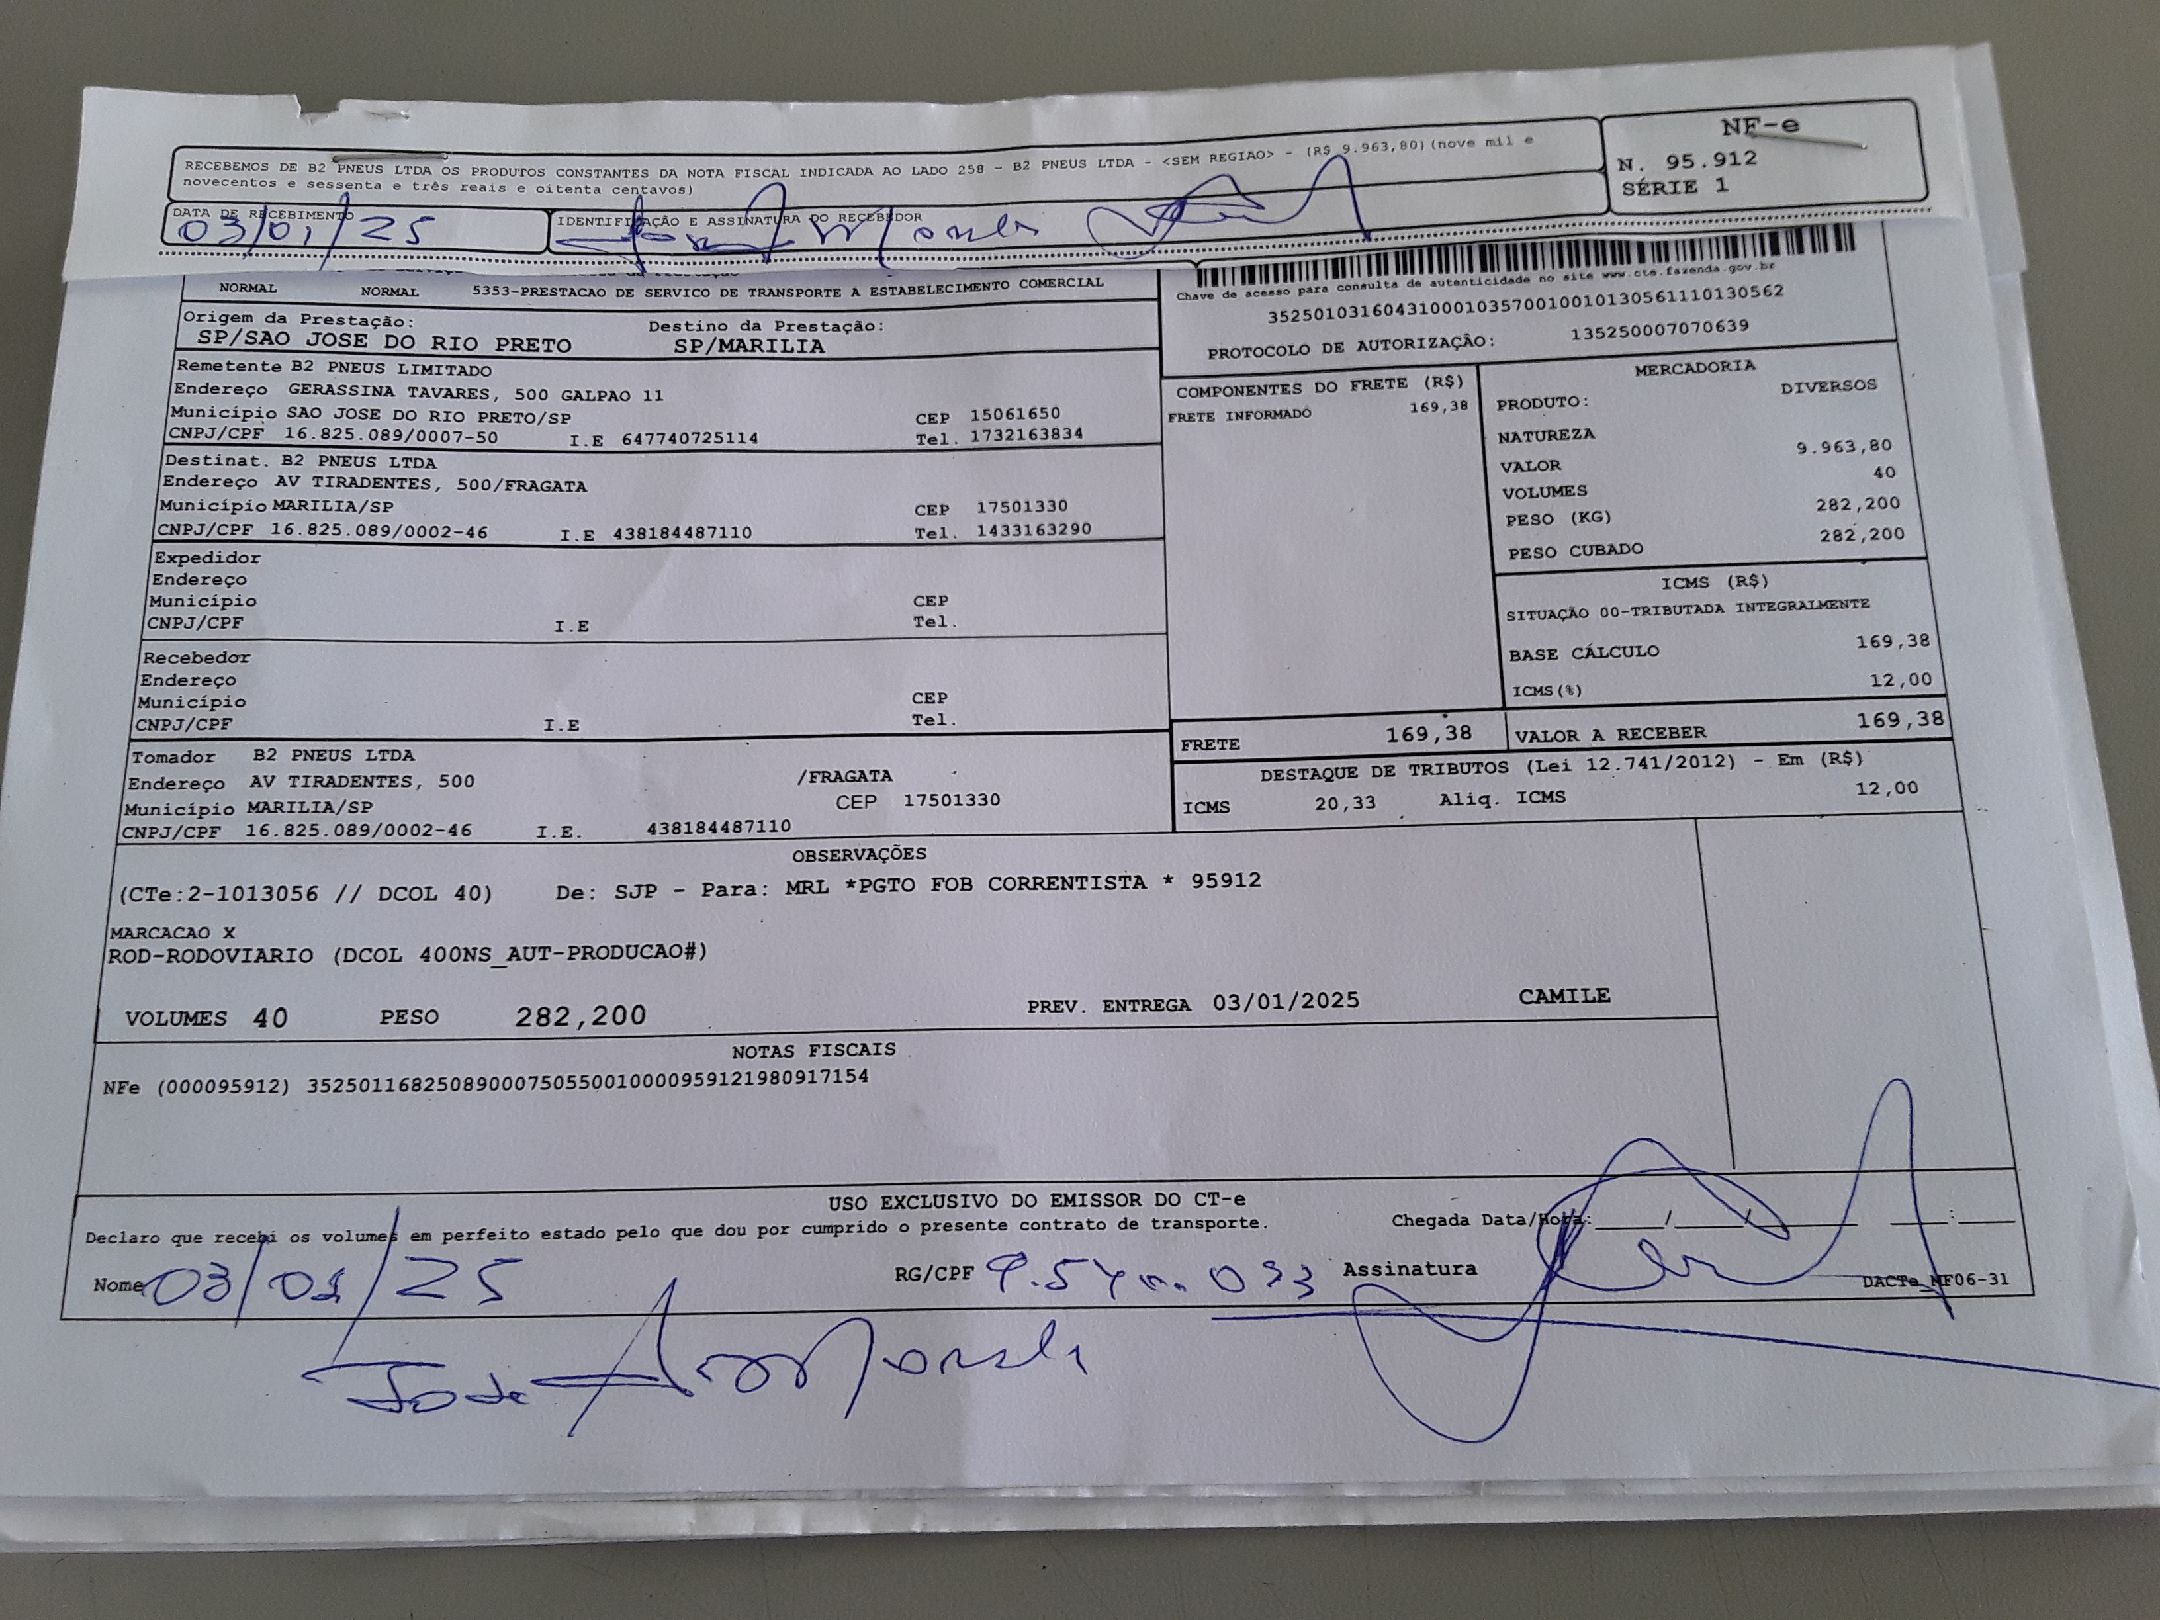 RECEBEMOS DE B2 PNEUS LTDA OS PRODUTOS CONSTANTES DA NOTA FISCAL INDICADA AO LADO 258 - B2 PNEUS LTDA - <SEM REGIAO> - (R$ 9.963,80)(nove mil e
novecentos e sessenta e três reais e oitenta centavos)
NF-e
N. 95.912
SÉRIE 1
DATA DE RECEBIMENTO
03/01/25
IDENTIFICAÇÃO E ASSINATURA DO RECEBEDOR
NORMAL NORMAL 5353-PRESTACAO DE SERVICO DE TRANSPORTE A ESTABELECIMENTO COMERCIAL
Chave de acesso para consulta de autenticidade no site www.cte.fazenda.gov.br
35250103160431000103570010010130561110130562
PROTOCOLO DE AUTORIZAÇÃO: 135250007070639
Origem da Prestação: Destino da Prestação:
SP/SAO JOSE DO RIO PRETO SP/MARILIA
Remetente B2 PNEUS LIMITADO
Endereço GERASSINA TAVARES, 500 GALPAO 11
Município SAO JOSE DO RIO PRETO/SP CEP 15061650
CNPJ/CPF 16.825.089/0007-50 I.E 647740725114 Tel. 1732163834
Destinat. B2 PNEUS LTDA
Endereço AV TIRADENTES, 500/FRAGATA
Município MARILIA/SP CEP 17501330
CNPJ/CPF 16.825.089/0002-46 I.E 438184487110 Tel. 1433163290
Expedidor
Endereço
Município CEP
CNPJ/CPF I.E Tel.
Recebedor
Endereço
Município CEP
CNPJ/CPF I.E Tel.
Tomador B2 PNEUS LTDA
Endereço AV TIRADENTES, 500 /FRAGATA
Município MARILIA/SP CEP 17501330
CNPJ/CPF 16.825.089/0002-46 I.E. 438184487110
COMPONENTES DO FRETE (R$)
FRETE INFORMADO 169,38
MERCADORIA
PRODUTO: DIVERSOS
NATUREZA
VALOR 9.963,80
VOLUMES 40
PESO (KG) 282,200
PESO CUBADO 282,200
ICMS (R$)
SITUAÇÃO 00-TRIBUTADA INTEGRALMENTE
BASE CÁLCULO 169,38
ICMS(%) 12,00
FRETE 169,38 VALOR A RECEBER 169,38
DESTAQUE DE TRIBUTOS (Lei 12.741/2012) - Em (R$)
ICMS 20,33 Aliq. ICMS 12,00
OBSERVAÇÕES
(CTe:2-1013056 // DCOL 40) De: SJP - Para: MRL *PGTO FOB CORRENTISTA * 95912
MARCACAO X
ROD-RODOVIARIO (DCOL 400NS_AUT-PRODUCAO#)
VOLUMES 40 PESO 282,200 PREV. ENTREGA 03/01/2025 CAMILE
NOTAS FISCAIS
NFe (000095912) 35250116825089000750550010000959121980917154
USO EXCLUSIVO DO EMISSOR DO CT-e
Declaro que recebi os volumes em perfeito estado pelo que dou por cumprido o presente contrato de transporte. Chegada Data/Hora:____/____/______ ___:___
Nome 03/01/25 RG/CPF Assinatura
DACTe_NF06-31